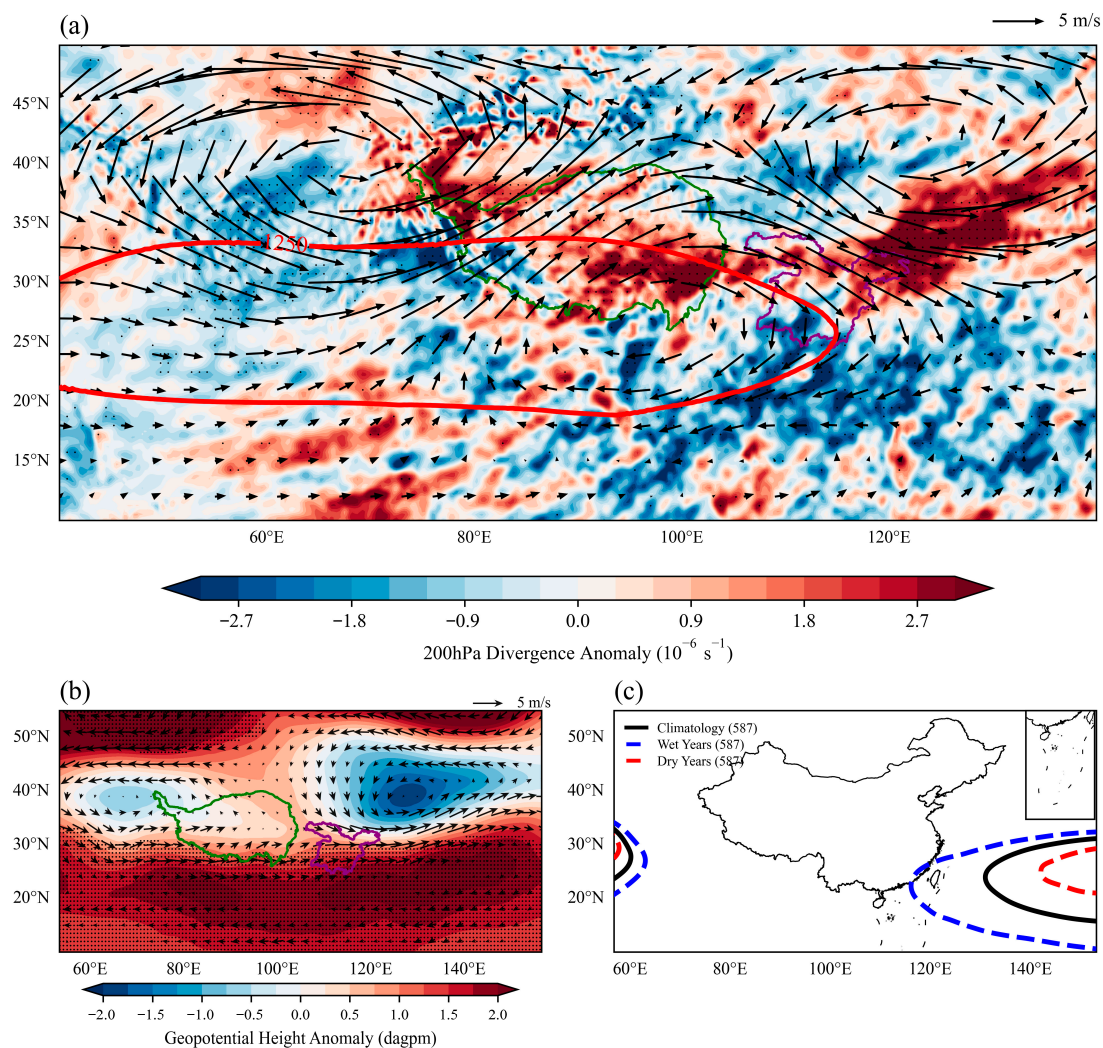 (a)
5 m/s
45°N
40°N
35°N
30°N
25°N
20°N
15°N
1250
60°E 80°E 100°E 120°E
−2.7 −1.8 −0.9 0.0 0.9 1.8 2.7
200hPa Divergence Anomaly (10⁻⁶ s⁻¹)
(b)
5 m/s
50°N
40°N
30°N
20°N
60°E 80°E 100°E 120°E 140°E
−2.0 −1.5 −1.0 −0.5 0.0 0.5 1.0 1.5 2.0
Geopotential Height Anomaly (dagpm)
(c)
Climatology (587)
Wet Years (587)
Dry Years (587)
50°N
40°N
30°N
20°N
60°E 80°E 100°E 120°E 140°E